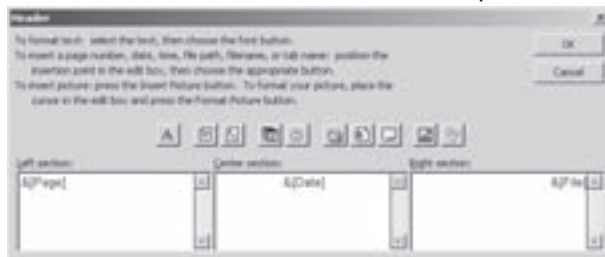 Header
To format text: select the text, then choose the font button.
To insert a page number, date, time, file path, filename, or tab name: position the
insertion point in the edit box, then choose the appropriate button.
To insert picture: press the Insert Picture button. To format your picture, place the
cursor in the edit box and press the Format Picture button.
OK
Cancel
A
Left section: Center section: Right section:
&[Page] &[Date] &[File]